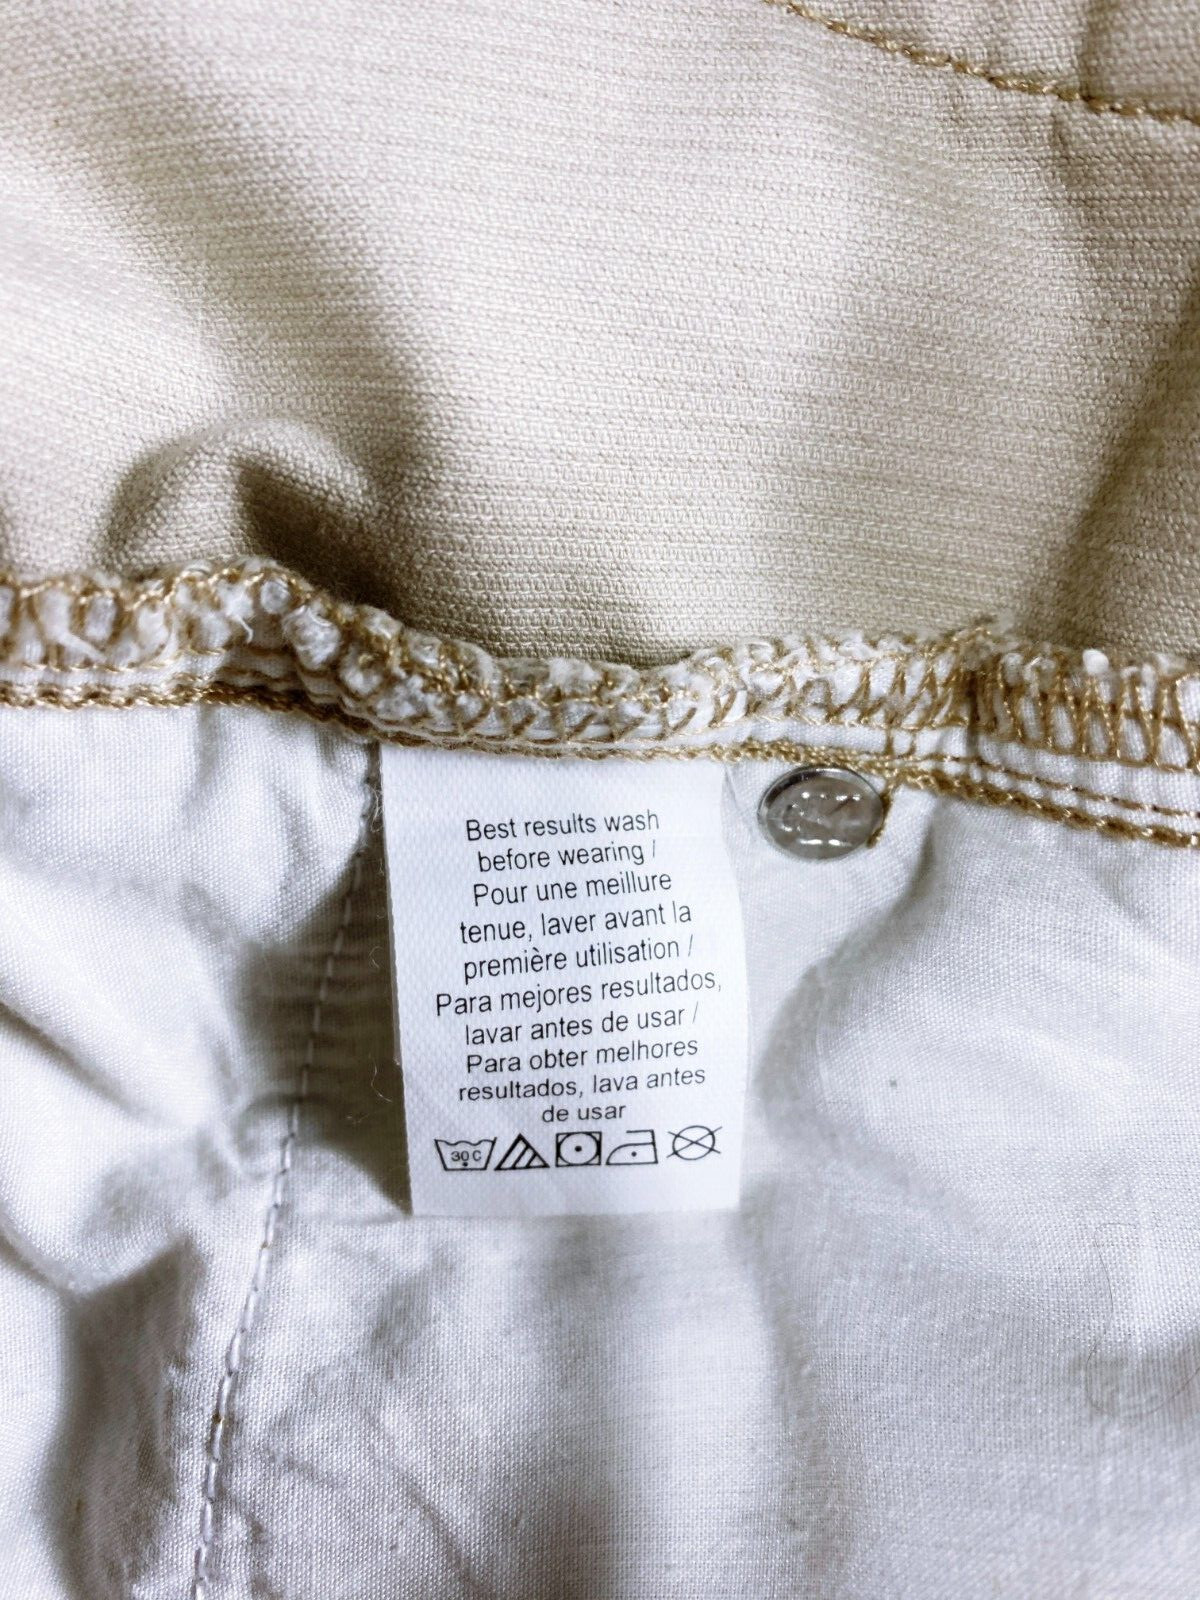 Best results wash
before wearing /
Pour une meillure
tenue, laver avant la
première utilisation /
Para mejores resultados,
lavar antes de usar /
Para obter melhores
resultados, lava antes
de usar
30 C